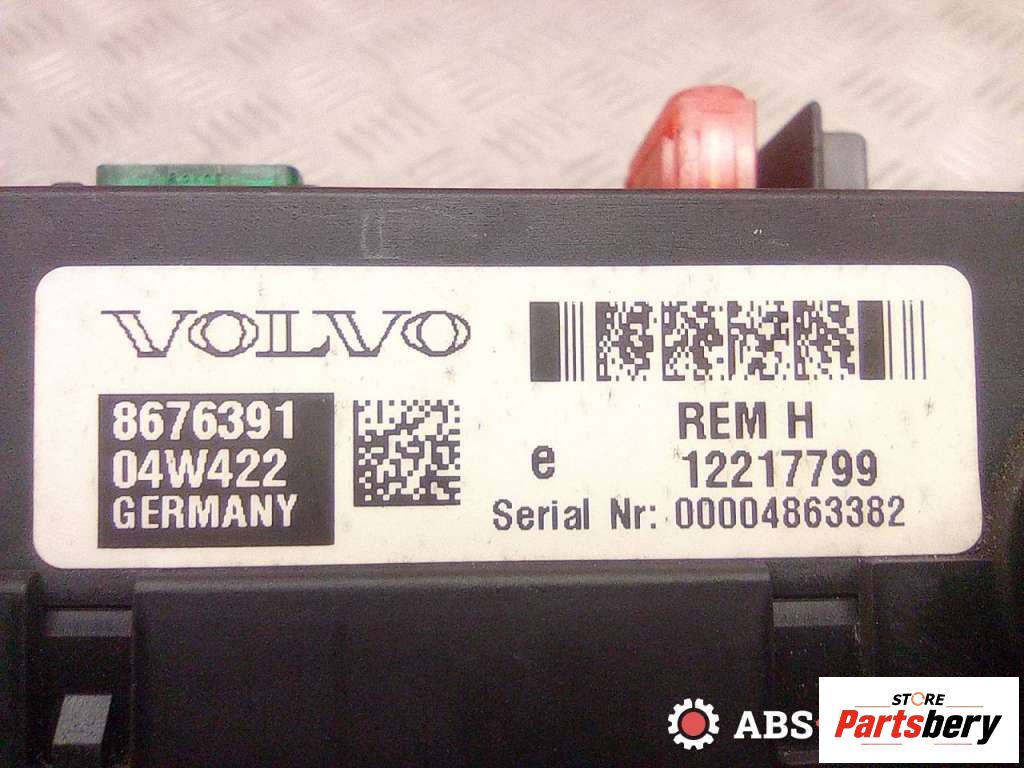 VOLVO
8676391
04W422
GERMANY
REM H
e
12217799
Serial Nr: 00004863382
ABS-
STORE
Partsbery